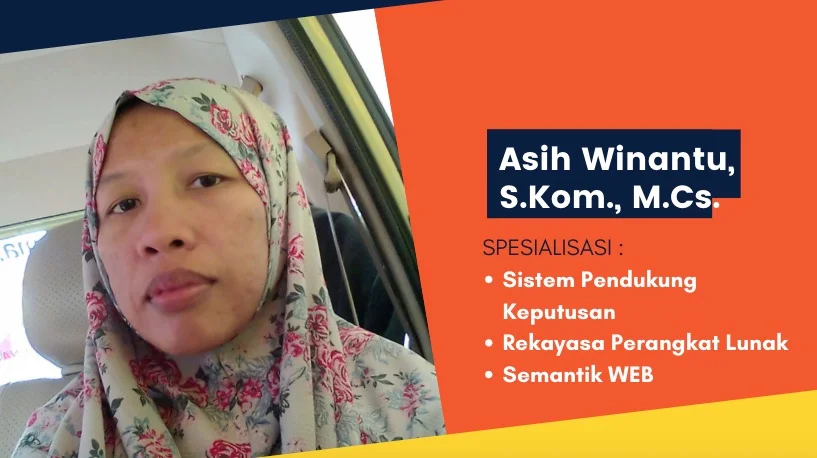 Asih Winantu,
S.Kom., M.Cs.
SPESIALISASI :
• Sistem Pendukung
Keputusan
• Rekayasa Perangkat Lunak
• Semantik WEB